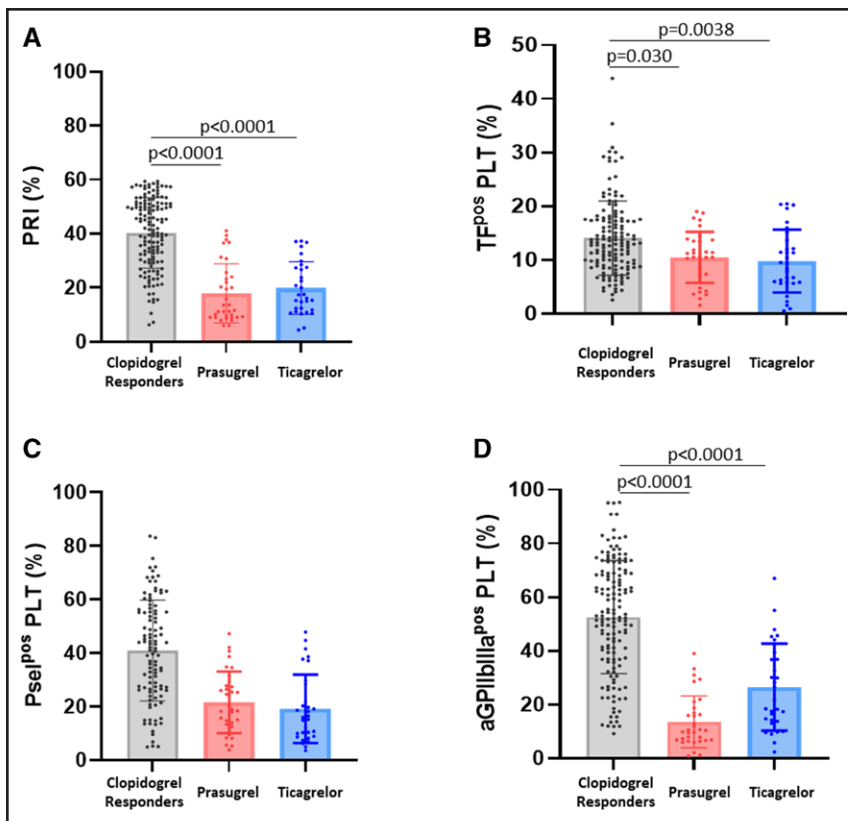 A
PRI (%)
100
80
60
40
20
0
p<0.0001
p<0.0001
Clopidogrel
Responders
Prasugrel
Ticagrelor
B
TFpos PLT (%)
50
40
30
20
10
0
p=0.0038
p=0.030
Clopidogrel
Responders
Prasugrel
Ticagrelor
C
Pselpos PLT (%)
100
80
60
40
20
0
Clopidogrel
Responders
Prasugrel
Ticagrelor
D
aGPIIbIIIapos PLT (%)
100
80
60
40
20
0
p<0.0001
p<0.0001
Clopidogrel
Responders
Prasugrel
Ticagrelor